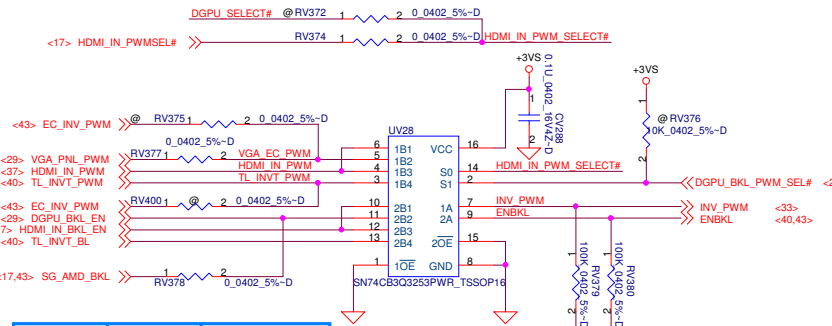 DGPU_SELECT# @ RV372 1 2 0_0402_5%~D
<17> HDMI_IN_PWMSEL# RV374 1 2 0_0402_5%~D HDMI_IN_PWM_SELECT#
+3VS
0.1U_0402_16V4Z~D
CV288
1
2
+3VS
1
@ RV376
10K_0402_5%~D
2
<43> EC_INV_PWM @ RV375 1 2 0_0402_5%~D
UV28
0_0402_5%~D
<29> VGA_PNL_PWM RV377 1 2 VGA_EC_PWM
<37> HDMI_IN_PWM HDMI_IN_PWM
<40> TL_INVT_PWM TL_INVT_PWM
6 1B1 VCC 16
5 1B2
4 1B3 S0 14 HDMI_IN_PWM_SELECT#
3 1B4 S1 2 DGPU_BKL_PWM_SEL#
<43> EC_INV_PWM RV400 1 @ 2 0_0402_5%~D
<29> DGPU_BKL_EN
7> HDMI_IN_BKL_EN
<40> TL_INVT_BL
10 2B1 1A 7 INV_PWM INV_PWM <33>
11 2B2 2A 9 ENBKL ENBKL <40,43>
12 2B3
13 2B4 2OE 15
1 1OE GND 8
17,43> SG_AMD_BKL 1 2
RV378 0_0402_5%~D
SN74CB3Q3253PWR_TSSOP16
1
RV379
100K_0402_5%~D
2
1
RV380
100K_0402_5%~D
2